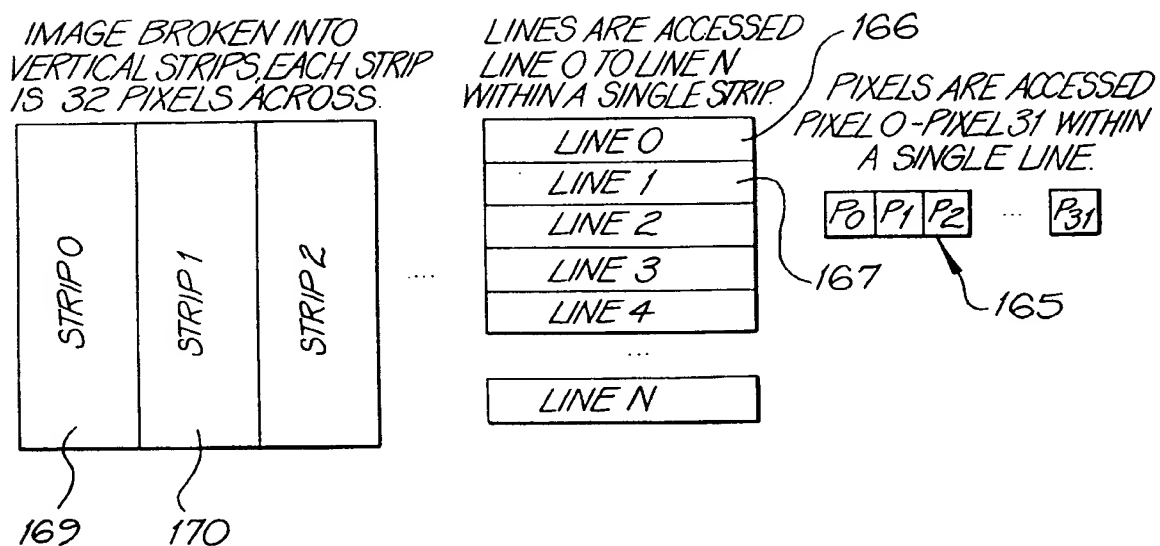 IMAGE BROKEN INTO
VERTICAL STRIPS, EACH STRIP
IS 32 PIXELS ACROSS.
STRIP 0
STRIP 1
STRIP 2
....
169
170
LINES ARE ACCESSED
LINE 0 TO LINE N
WITHIN A SINGLE STRIP.
LINE 0
LINE 1
LINE 2
LINE 3
LINE 4
...
LINE N
166
167
PIXELS ARE ACCESSED
PIXEL 0-PIXEL 31 WITHIN
A SINGLE LINE.
P0 P1 P2 ... P31
165